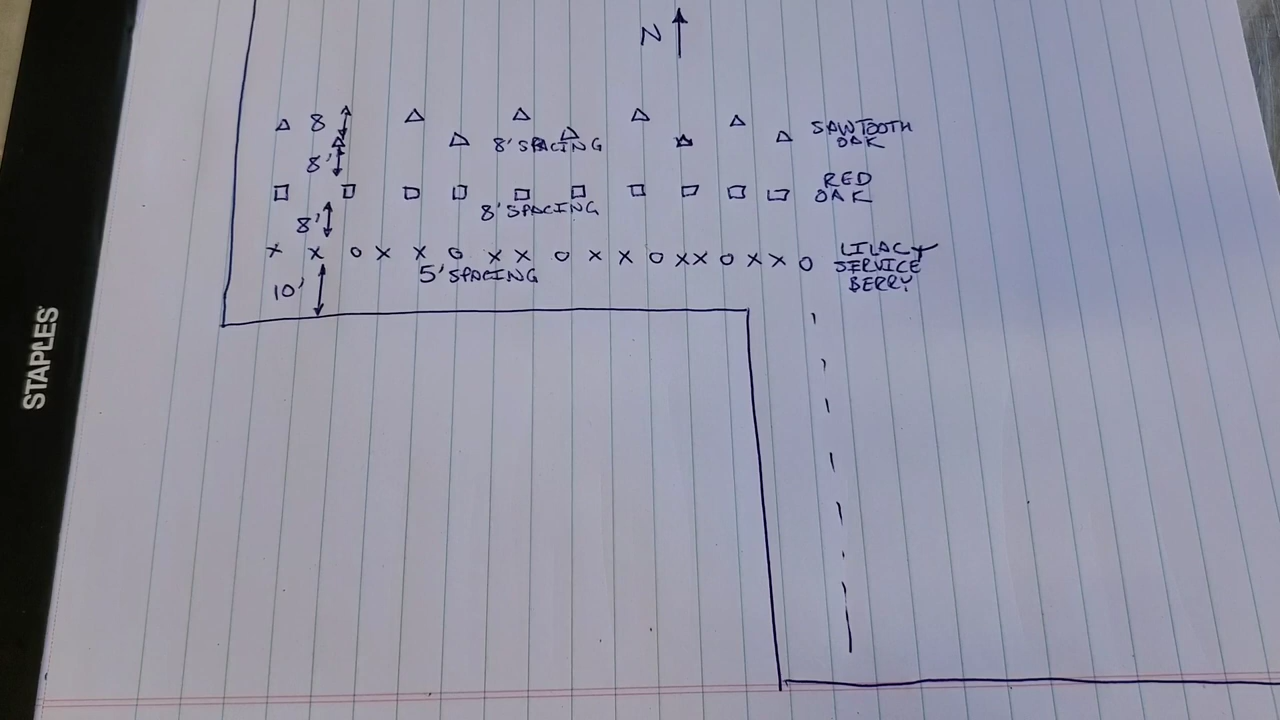 N
8
SAWTOOTH
OAK
8' SPACING
8'
RED
OAK
8' SPACING
8'
LILAC +
SERVICE
BERRY
5' SPACING
10'
STAPLES